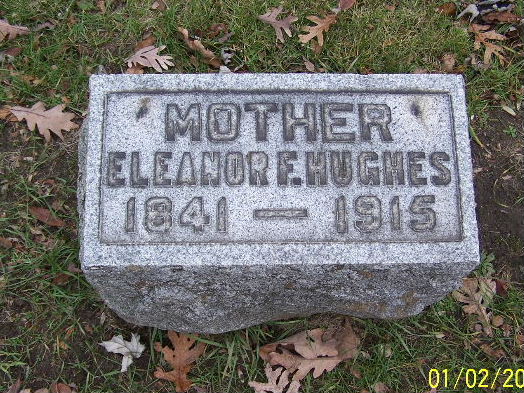 MOTHER
ELEANOR F. HUGHES
1841 — 1915
01/02/20